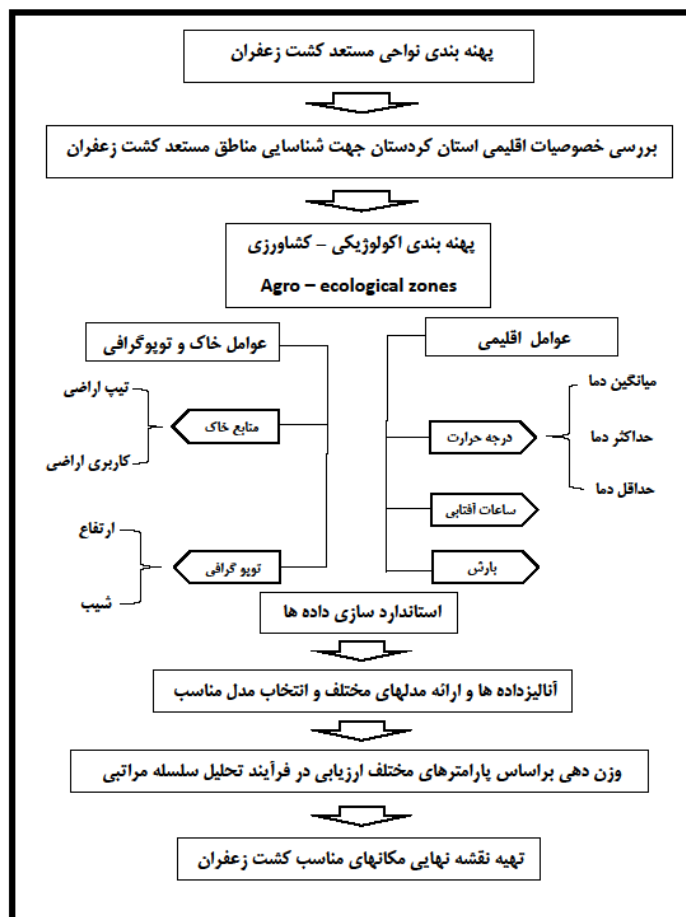 پهنه بندی نواحی مستعد کشت زعفران
بررسی خصوصیات اقلیمی استان کردستان جهت شناسایی مناطق مستعد کشت زعفران
پهنه بندی اکولوژیکی – کشاورزی
Agro – ecological zones
عوامل اقلیمی
میانگین دما
درجه حرارت
حداکثر دما
حداقل دما
ساعات آفتابی
بارش
عوامل خاک و توپوگرافی
تیپ اراضی
منابع خاک
کاربری اراضی
ارتفاع
توپو گرافی
شیب
استاندارد سازی داده ها
آنالیزداده ها و ارائه مدلهای مختلف و انتخاب مدل مناسب
وزن دهی براساس پارامترهای مختلف ارزیابی در فرآیند تحلیل سلسله مراتبی
تهیه نقشه نهایی مکانهای مناسب کشت زعفران